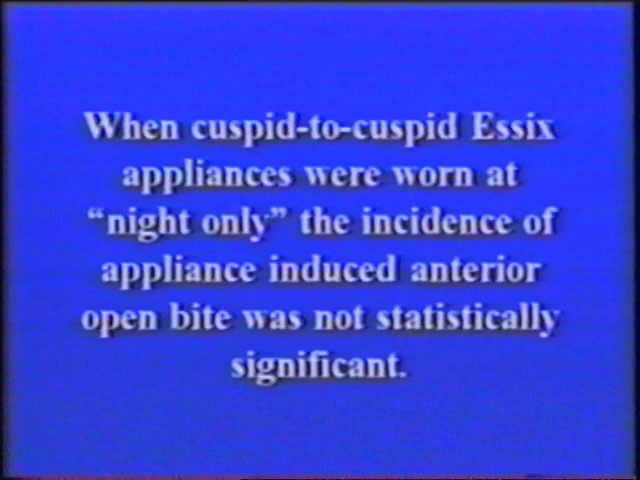 When cuspid-to-cuspid Essix
appliances were worn at
“night only” the incidence of
appliance induced anterior
open bite was not statistically
significant.